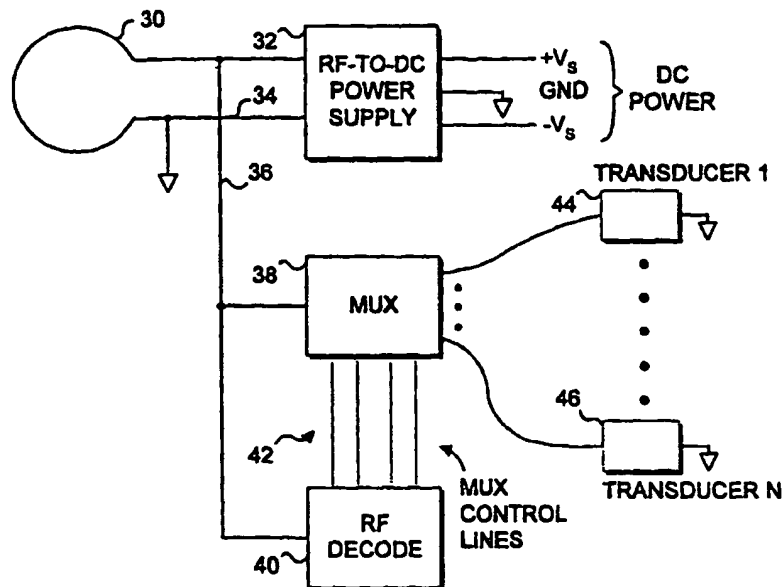 30
32
RF-TO-DC
POWER
SUPPLY
+VS
GND
-VS
DC
POWER
34
36
TRANSDUCER 1
44
38
MUX
46
TRANSDUCER N
42
MUX
CONTROL
LINES
RF
DECODE
40